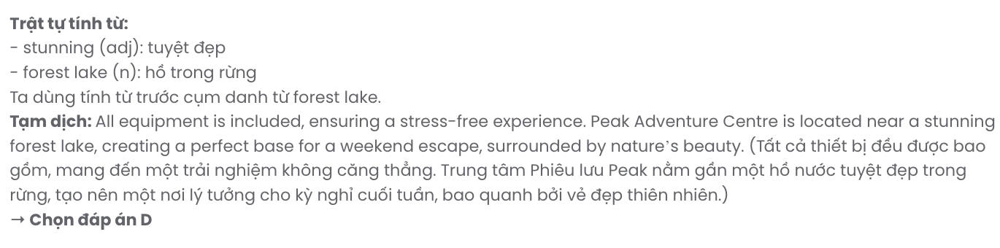 Trật tự tính từ:
- stunning (adj): tuyệt đẹp
- forest lake (n): hồ trong rừng
Ta dùng tính từ trước cụm danh từ forest lake.
Tạm dịch: All equipment is included, ensuring a stress-free experience. Peak Adventure Centre is located near a stunning
forest lake, creating a perfect base for a weekend escape, surrounded by nature’s beauty. (Tất cả thiết bị đều được bao
gồm, mang đến một trải nghiệm không căng thẳng. Trung tâm Phiêu lưu Peak nằm gần một hồ nước tuyệt đẹp trong
rừng, tạo nên một nơi lý tưởng cho kỳ nghỉ cuối tuần, bao quanh bởi vẻ đẹp thiên nhiên.)
→ Chọn đáp án D